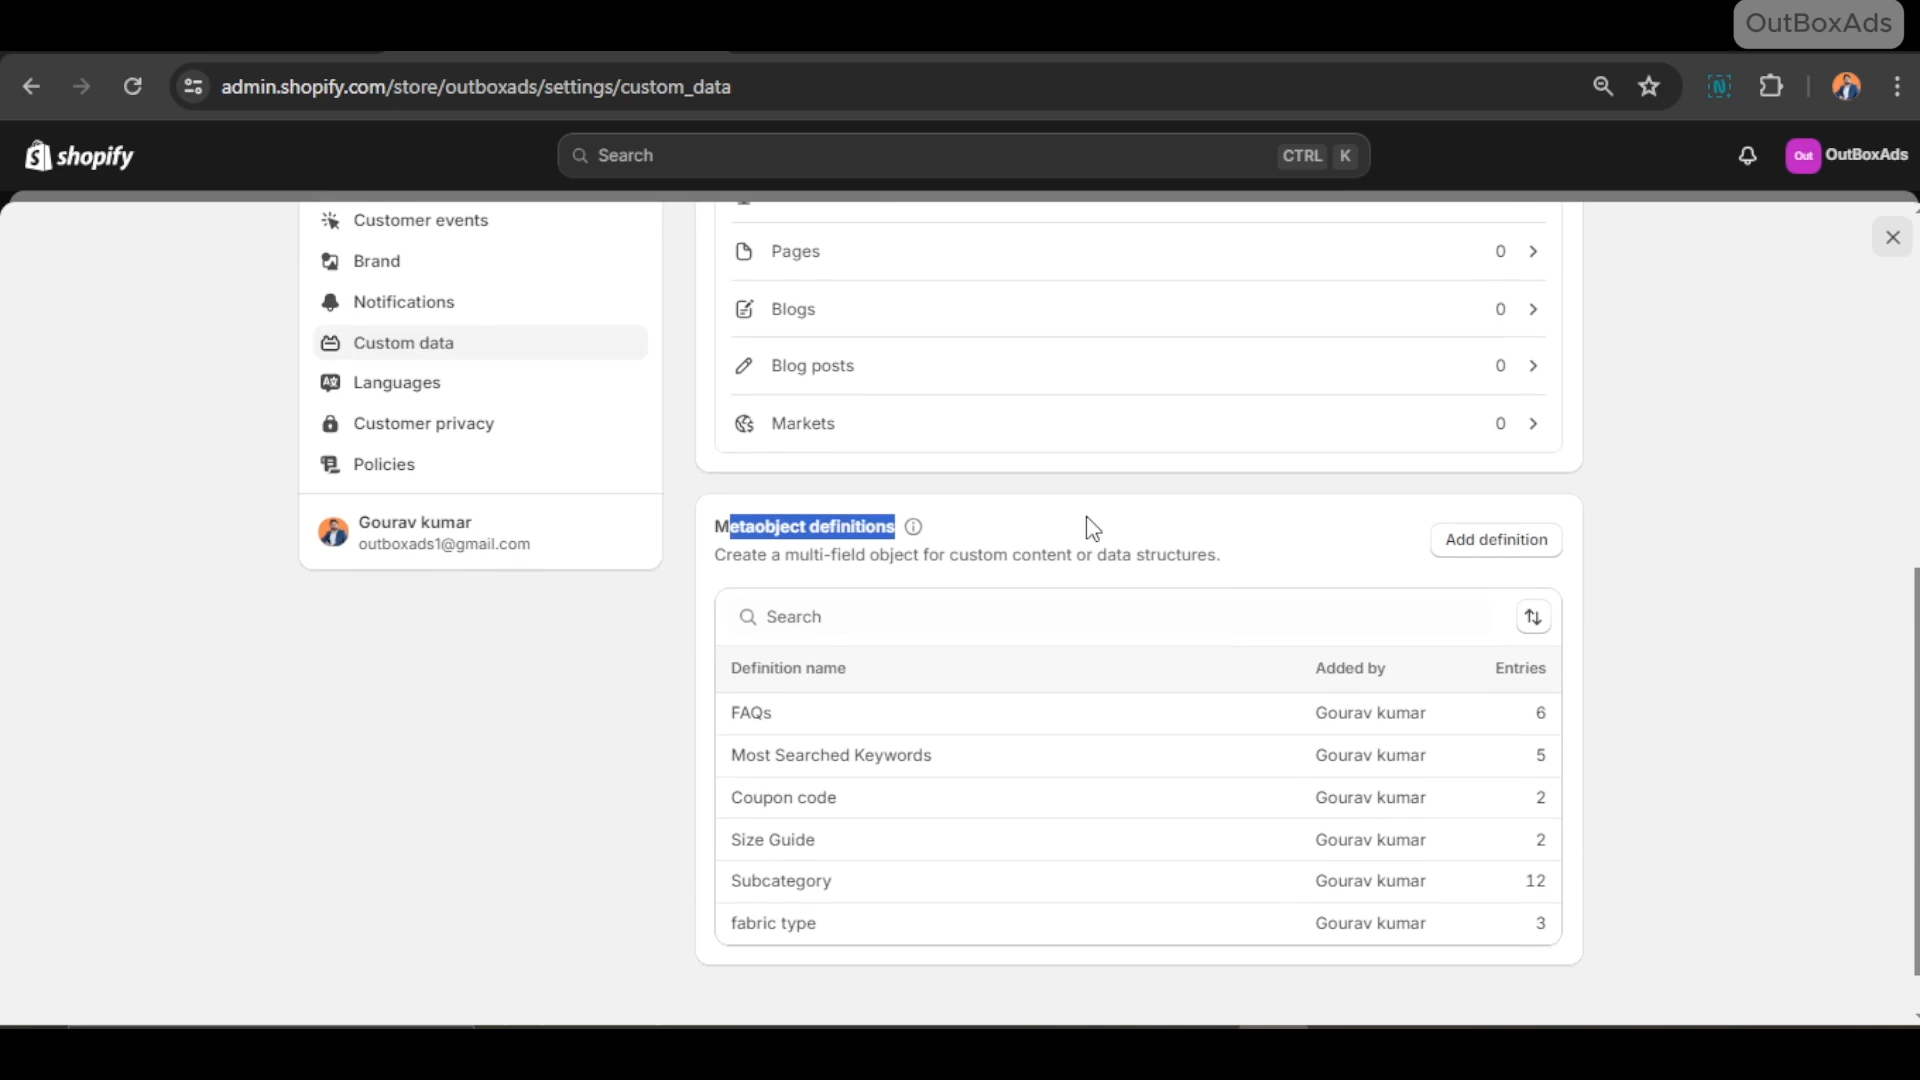 OutBoxAds
admin.shopify.com/store/outboxads/settings/custom_data
shopify
Search
CTRL K
Out
OutBoxAds
Customer events
Brand
Notifications
Custom data
Languages
Customer privacy
Policies
Gourav kumar
outboxads1@gmail.com
Pages 0
Blogs 0
Blog posts 0
Markets 0
Metaobject definitions
Create a multi-field object for custom content or data structures.
Add definition
Search
Definition name Added by Entries
FAQs Gourav kumar 6
Most Searched Keywords Gourav kumar 5
Coupon code Gourav kumar 2
Size Guide Gourav kumar 2
Subcategory Gourav kumar 12
fabric type Gourav kumar 3